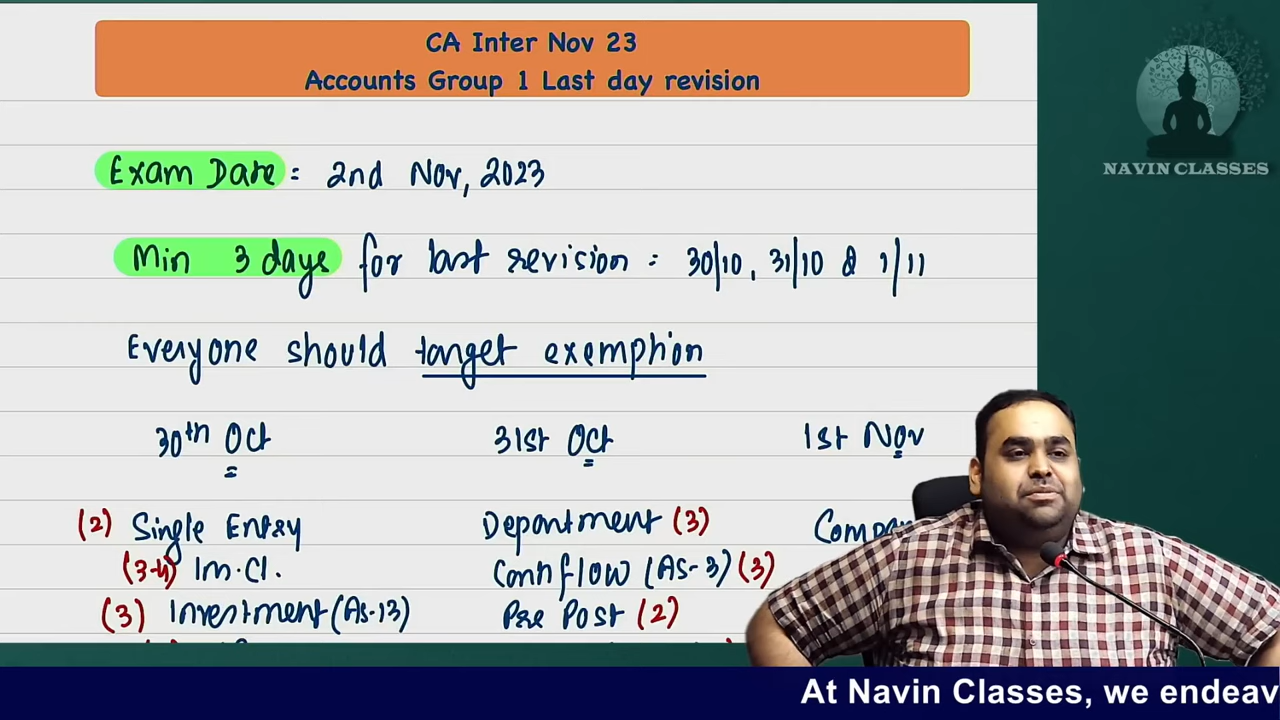 CA Inter Nov 23
Accounts Group 1 Last day revision
NAVIN CLASSES
Exam Date : 2nd Nov, 2023
Min 3 days for last revision : 30/10, 31/10 & 1/11
Everyone should target exemption
30th Oct 31st Oct 1st Nov
(2) Single Entry Department (3)
(3-4) In.Cl. Cashflow (AS-3) (3)
(3) Investment (AS-13) Pre Post (2)
At Navin Classes, we endeav